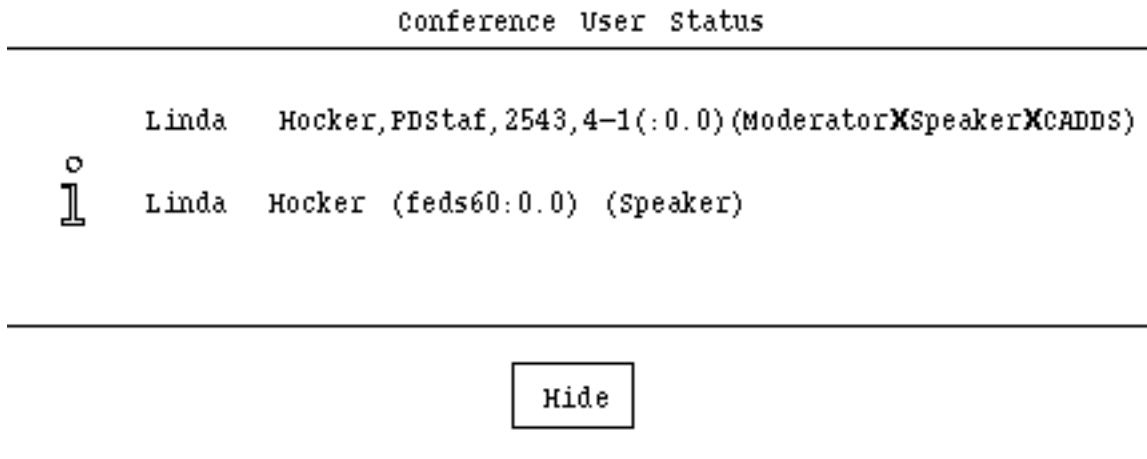 Conference User Status
Linda Hocker,PDStaf,2543,4-1(:0.0)(ModeratorXSpeakerXCADDS)
Linda Hocker (feds60:0.0) (Speaker)
Hide